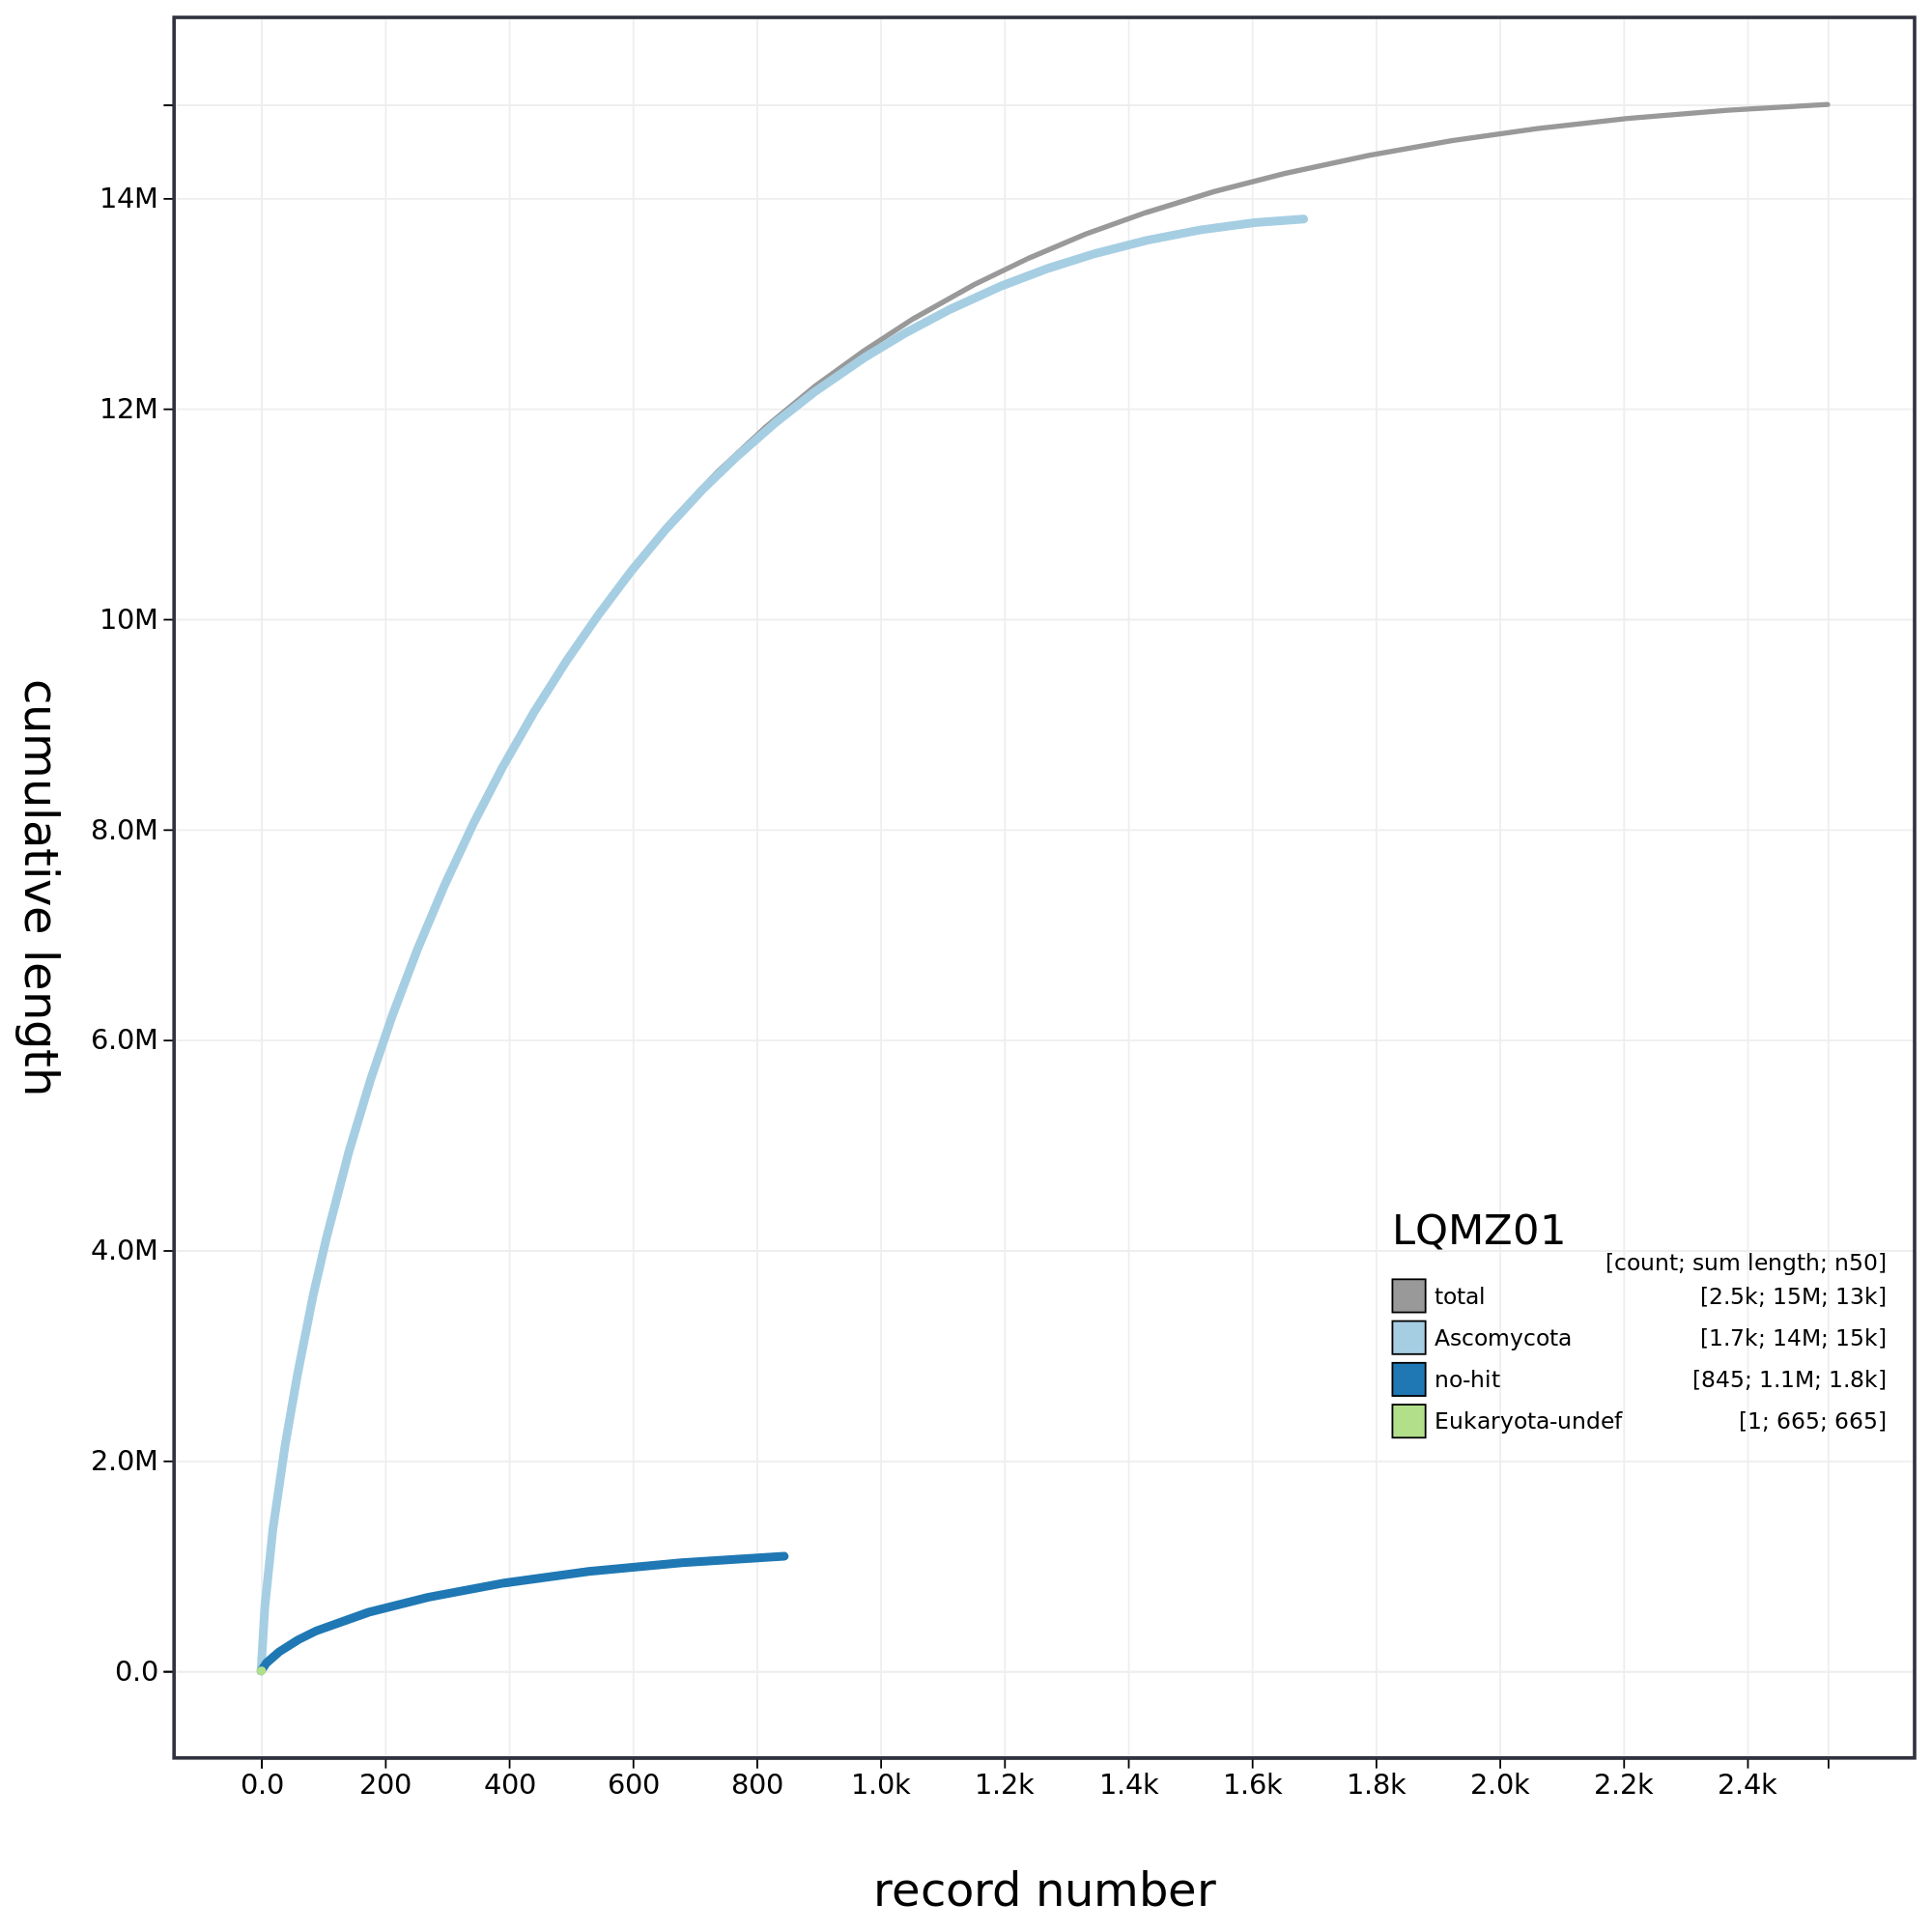 14M
12M
10M
8.0M
6.0M
4.0M
2.0M
0.0
cumulative length
LQMZ01
[count; sum length; n50]
total [2.5k; 15M; 13k]
Ascomycota [1.7k; 14M; 15k]
no-hit [845; 1.1M; 1.8k]
Eukaryota-undef [1; 665; 665]
0.0 200 400 600 800 1.0k 1.2k 1.4k 1.6k 1.8k 2.0k 2.2k 2.4k
record number